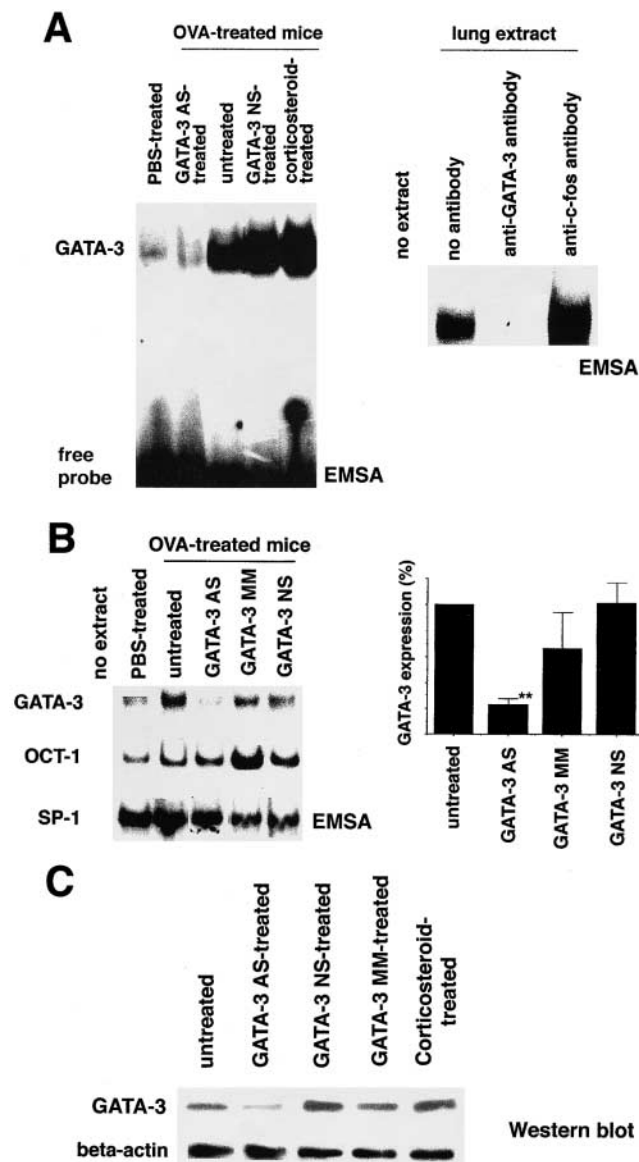 A
OVA-treated mice
PBS-treated
GATA-3 AS-
treated
untreated
GATA-3 NS-
treated
corticosteroid-
treated
GATA-3
free
probe
EMSA
lung extract
no extract
no antibody
anti-GATA-3 antibody
anti-c-fos antibody
EMSA
B
OVA-treated mice
no extract
PBS-treated
untreated
GATA-3 AS
GATA-3 MM
GATA-3 NS
GATA-3
OCT-1
SP-1
EMSA
GATA-3 expression (%)
**
untreated
GATA-3 AS
GATA-3 MM
GATA-3 NS
C
untreated
GATA-3 AS-treated
GATA-3 NS-treated
GATA-3 MM-treated
Corticosteroid-
treated
GATA-3
beta-actin
Western blot